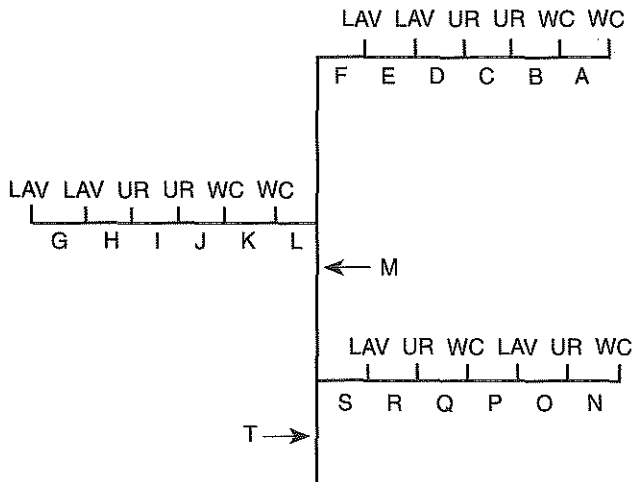 LAV LAV UR UR WC WC
F E D C B A
LAV LAV UR UR WC WC
G H I J K L
M
LAV UR WC LAV UR WC
S R Q P O N
T